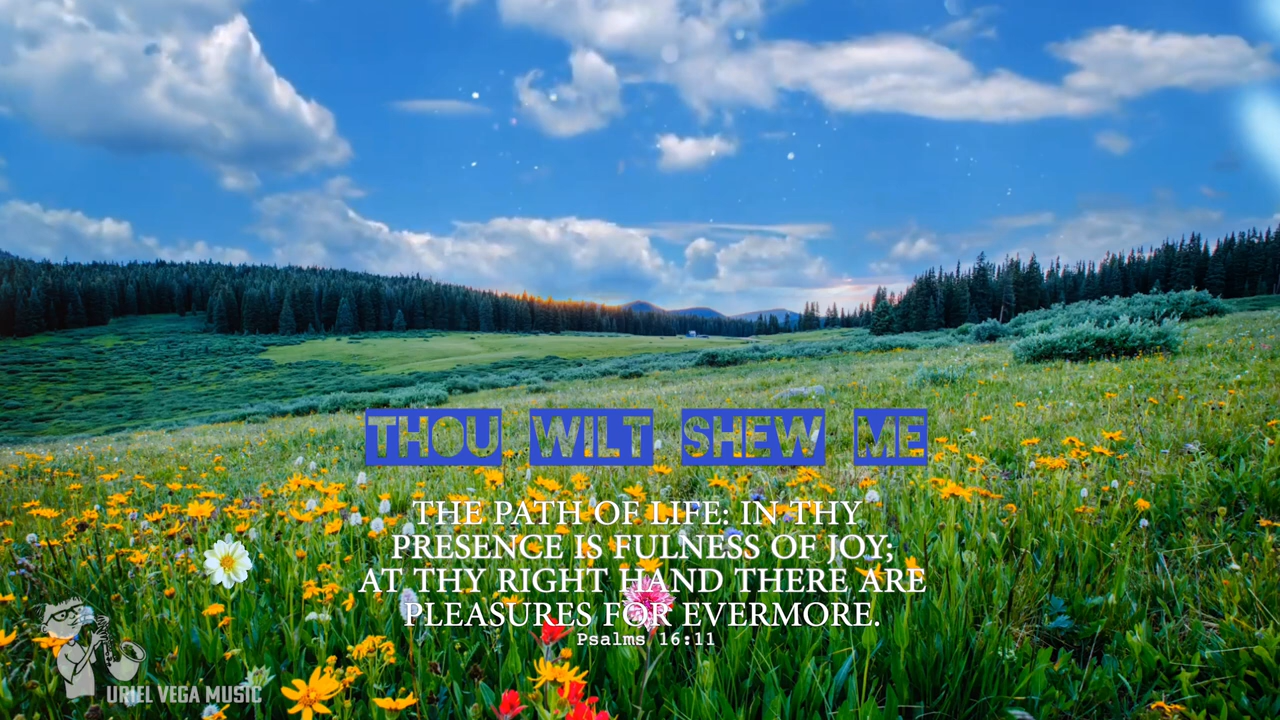 THOU WILT SHEW ME
THE PATH OF LIFE: IN THY
PRESENCE IS FULNESS OF JOY;
AT THY RIGHT HAND THERE ARE
PLEASURES FOR EVERMORE.
Psalms 16:11
URIEL VEGA MUSIC